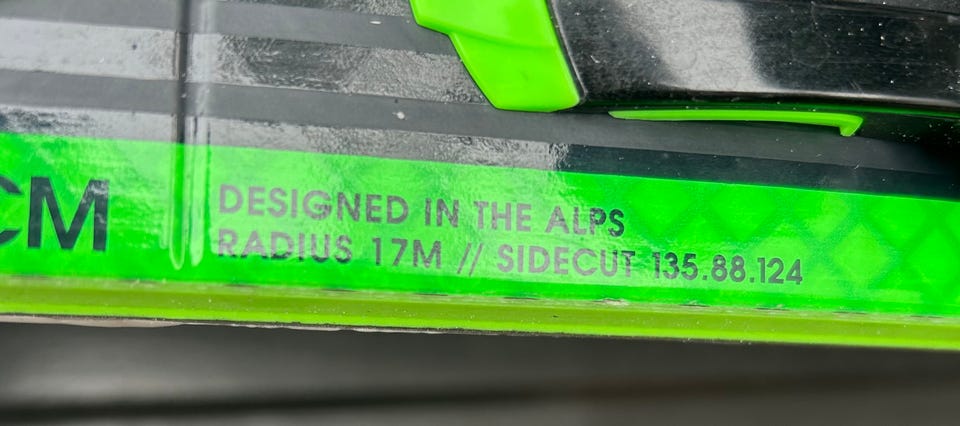 CM
DESIGNED IN THE ALPS
RADIUS 17M // SIDECUT 135.88.124